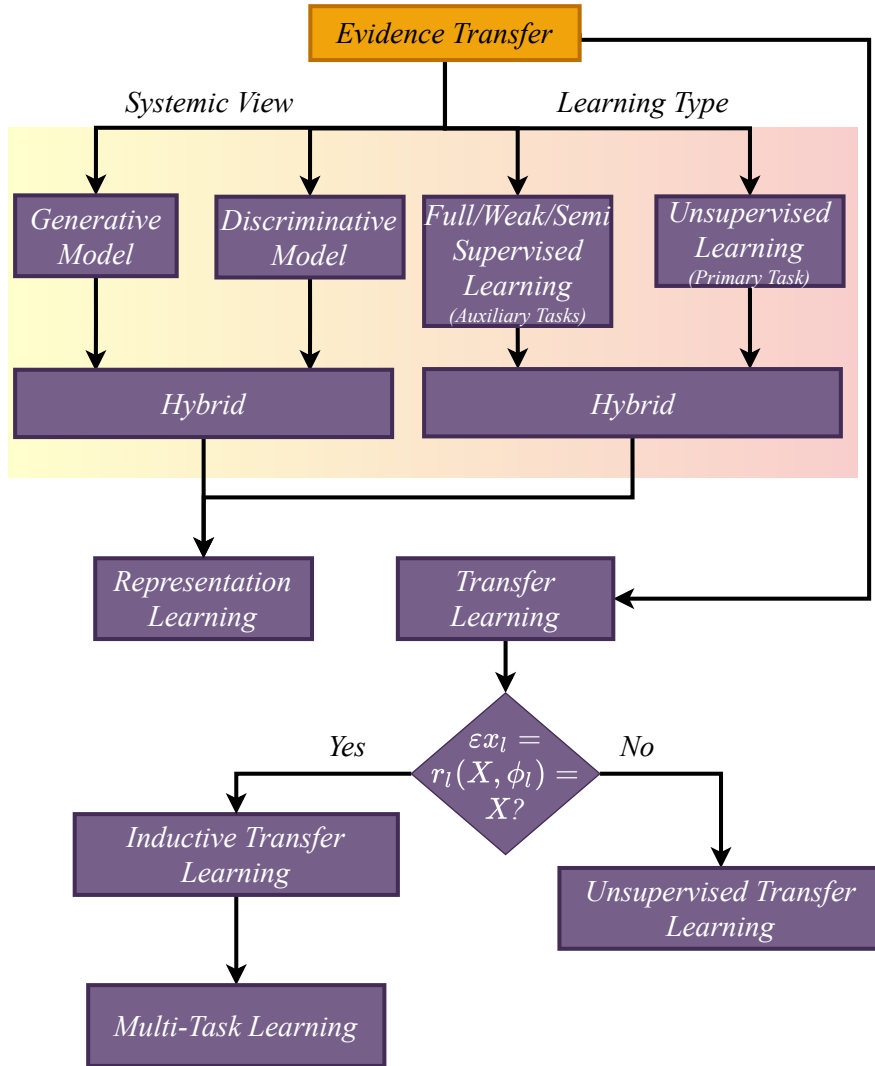 Evidence Transfer
Systemic View
Learning Type
Generative
Model
Discriminative
Model
Full/Weak/Semi
Supervised
Learning
(Auxiliary Tasks)
Unsupervised
Learning
(Primary Task)
Hybrid
Hybrid
Representation
Learning
Transfer
Learning
Yes
No
εx_l =
r_l(X, ϕ_l) =
X?
Inductive Transfer
Learning
Unsupervised Transfer
Learning
Multi-Task Learning